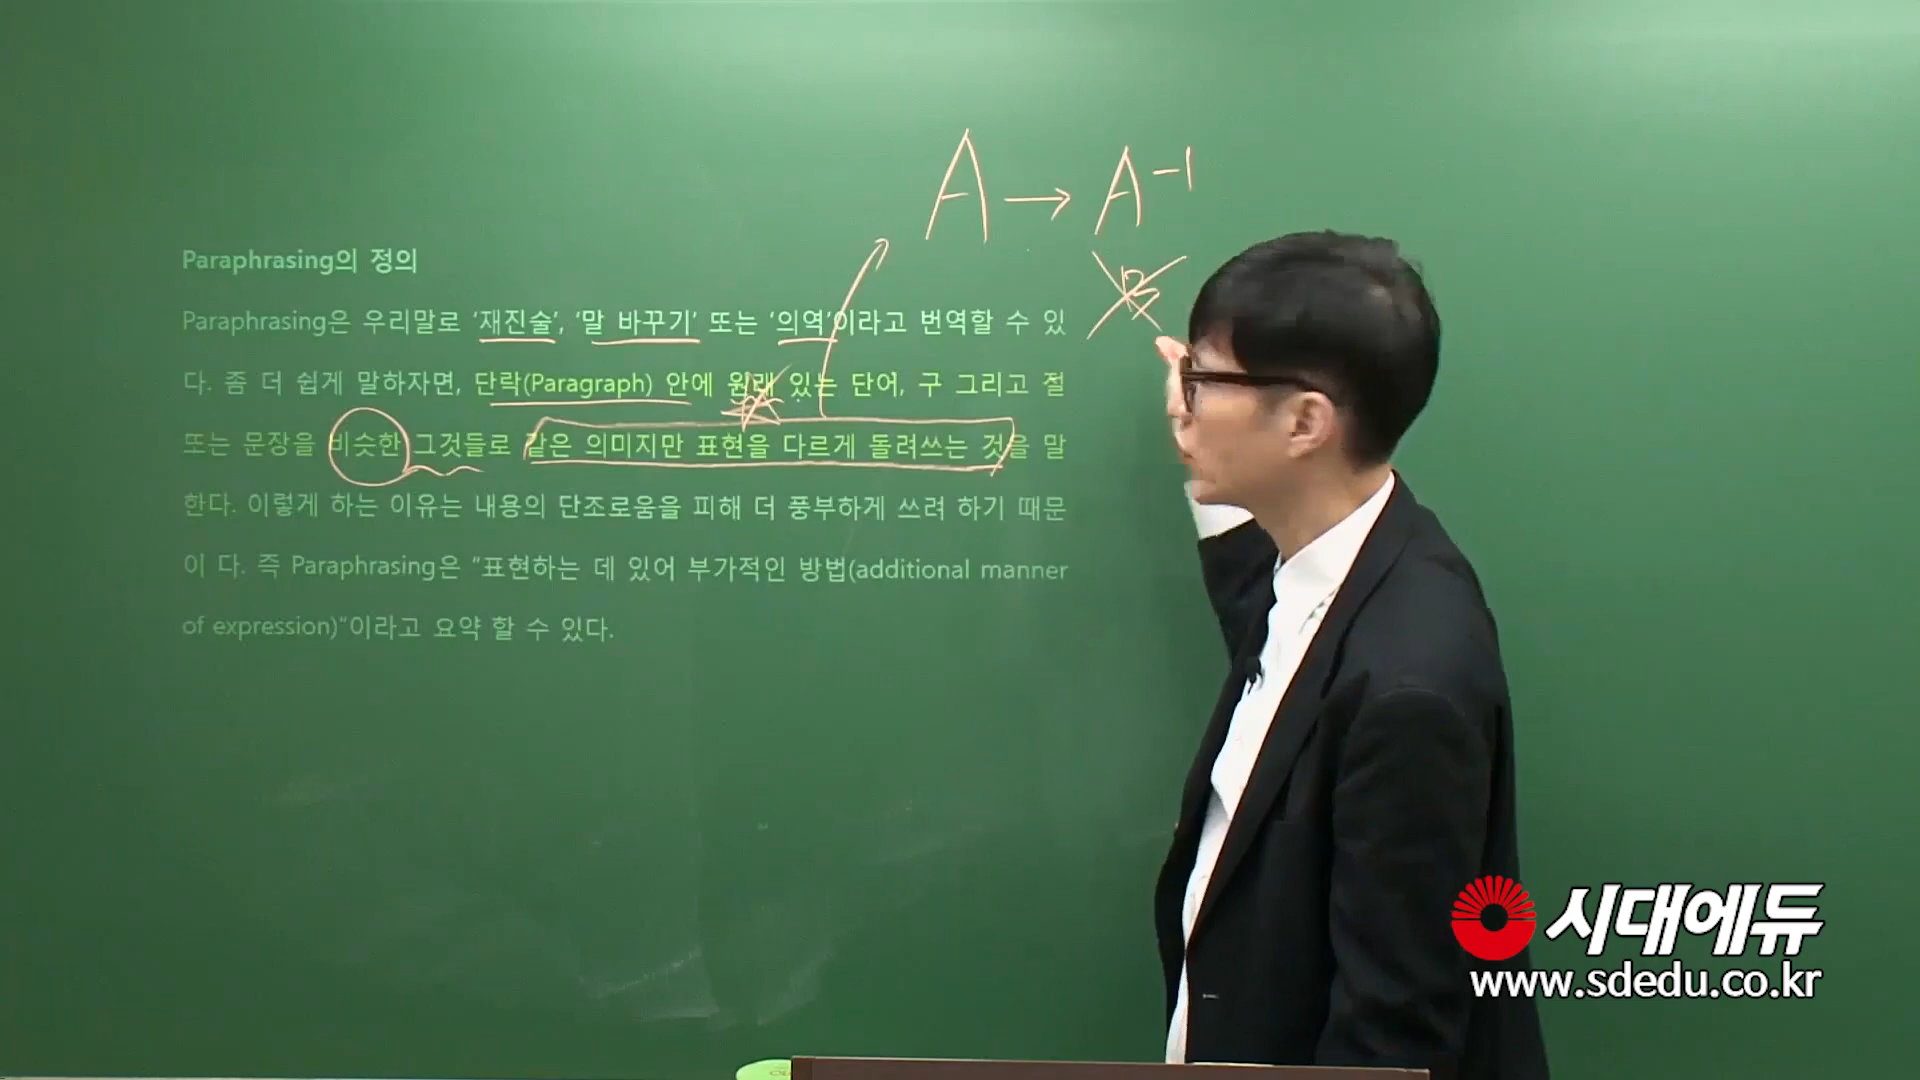 A → A-1
B
Paraphrasing의 정의
Paraphrasing은 우리말로 ‘재진술’, ‘말 바꾸기’ 또는 ‘의역’이라고 번역할 수 있
다. 좀 더 쉽게 말하자면, 단락(Paragraph) 안에 원래 있는 단어, 구 그리고 절
또는 문장을 비슷한 그것들로 같은 의미지만 표현을 다르게 돌려쓰는 것을 말
한다. 이렇게 하는 이유는 내용의 단조로움을 피해 더 풍부하게 쓰려 하기 때문
이 다. 즉 Paraphrasing은 “표현하는 데 있어 부가적인 방법(additional manner
of expression)”이라고 요약 할 수 있다.
시대에듀
www.sdedu.co.kr